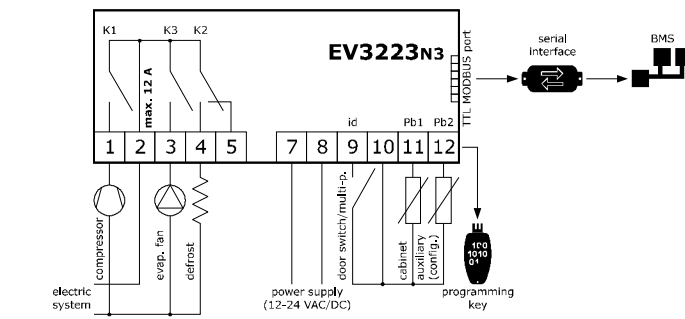 K1
K3
K2
EV3223N3
max. 12 A
TTL MODBUS port
serial
interface
BMS
id
Pb1
Pb2
1
2
3
4
5
7
8
9
10
11
12
compressor
evap. fan
defrost
door switch/multi-p.
cabinet
auxiliary
(config.)
100
1010
01
electric
system
power supply
(12-24 VAC/DC)
programming
key